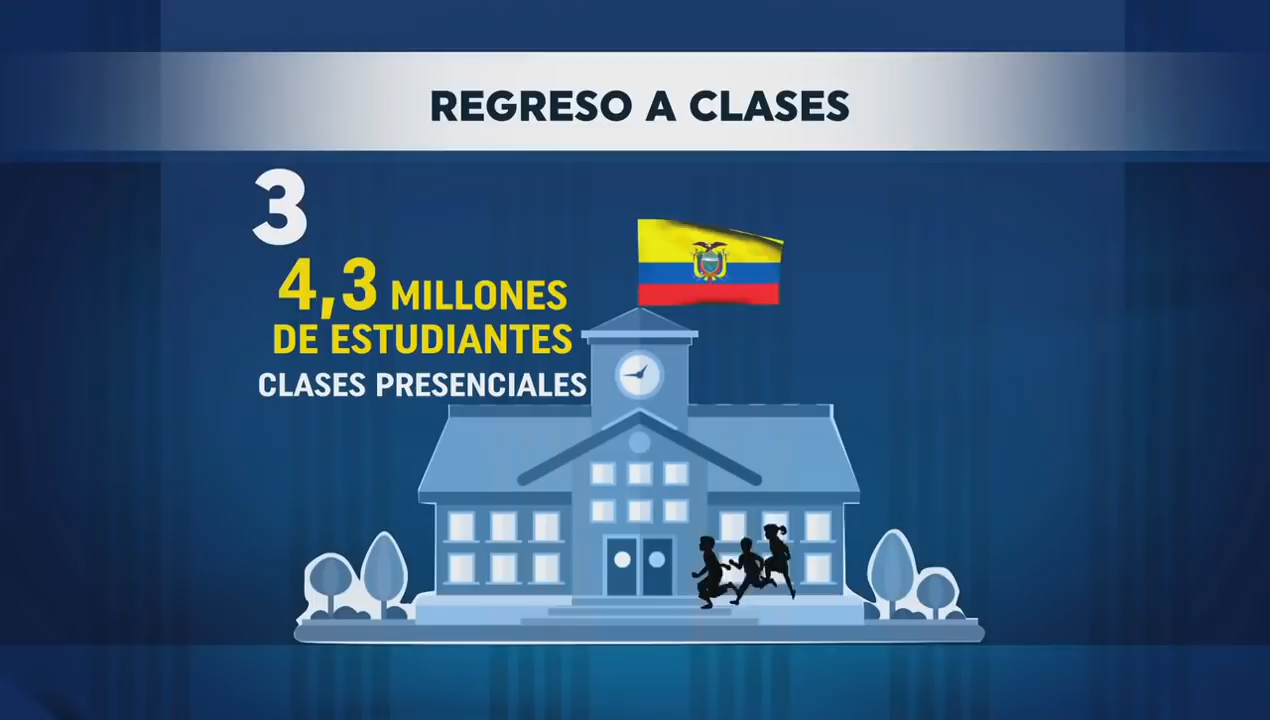 REGRESO A CLASES
3
4,3 MILLONES
DE ESTUDIANTES
CLASES PRESENCIALES